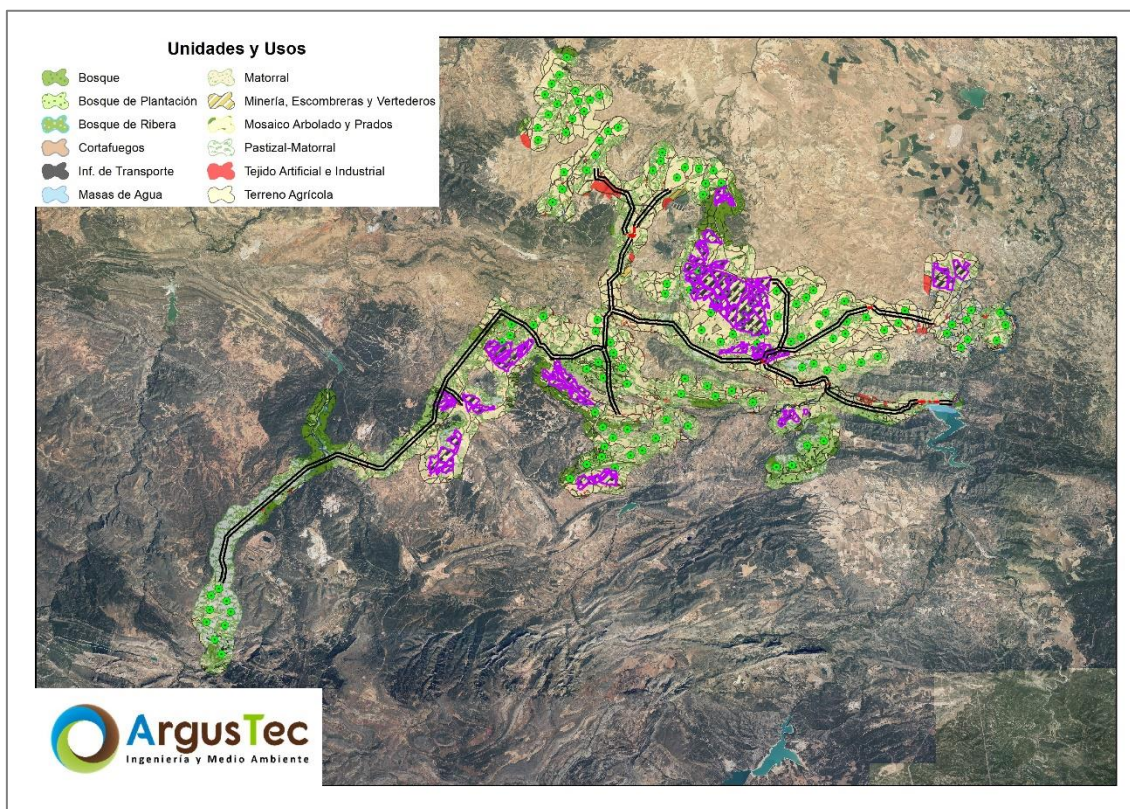 Unidades y Usos
Bosque
Bosque de Plantación
Bosque de Ribera
Cortafuegos
Inf. de Transporte
Masas de Agua
Matorral
Minería, Escombreras y Vertederos
Mosaico Arbolado y Prados
Pastizal-Matorral
Tejido Artificial e Industrial
Terreno Agrícola
ArgusTec
Ingeniería y Medio Ambiente